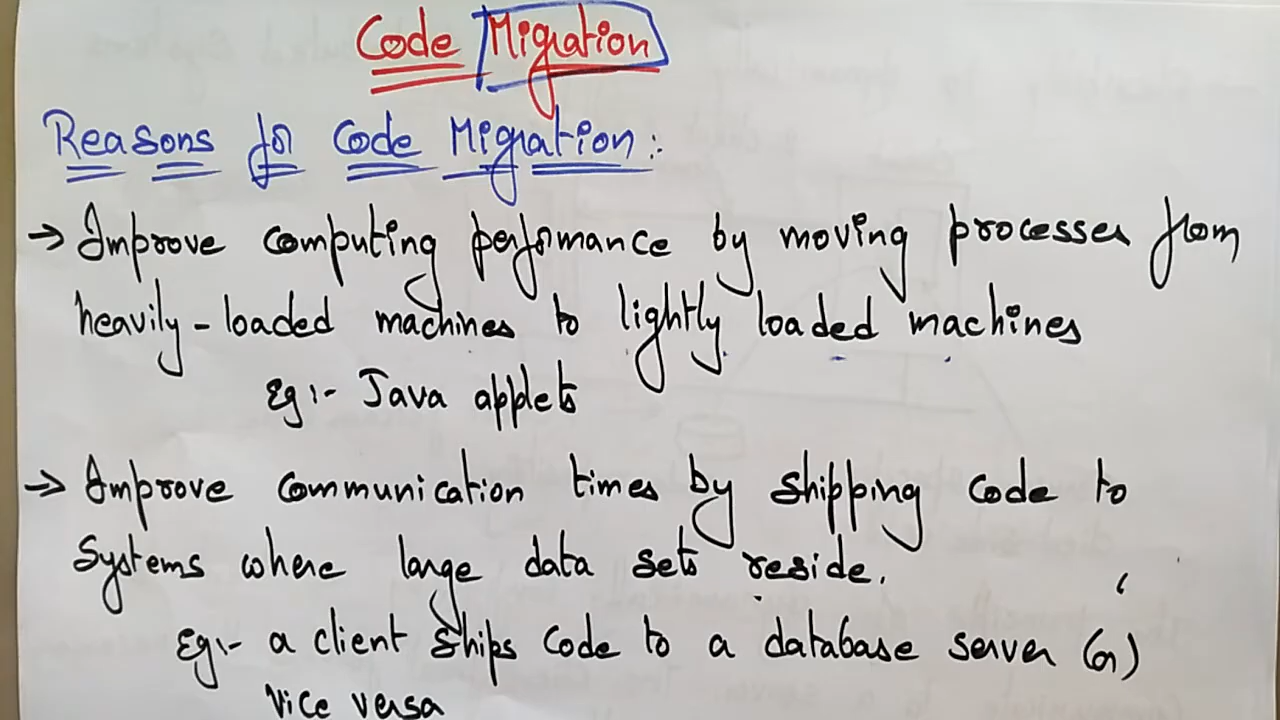 Code Migration
Reasons for Code Migration:
→ Improve computing performance by moving processes from
heavily-loaded machines to lightly loaded machines
Eg:- Java applets
→ Improve communication times by shipping code to
systems where large data sets reside.
Eg:- a client ships code to a database server (or)
Vice versa